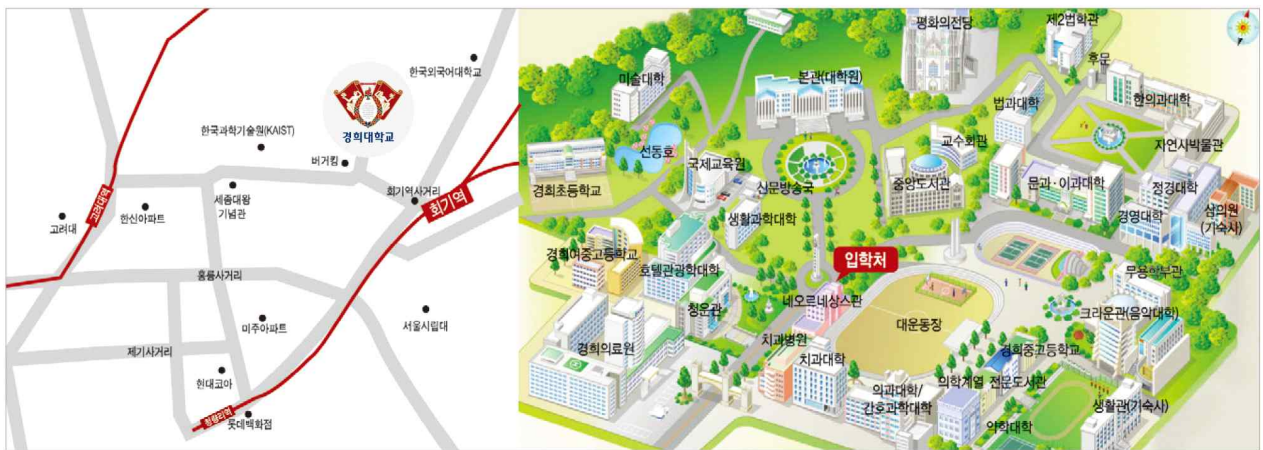 한국외국어대학교
경희대학교
한국과학기술원(KAIST)
버거킹
회기역사거리
회기역
고려대역
세종대왕
기념관
한신아파트
고려대
홍릉사거리
미주아파트
서울시립대
제기사거리
현대코아
청량리역
롯데백화점
평화의전당
제2법학관
후문
미술대학
본관(대학원)
법과대학
한의과대학
선동호
교수회관
자연사박물관
국제교육원
경희초등학교
신문방송국
중앙도서관
문과·이과대학
정경대학
생활과학대학
경영대학
삼의원
(기숙사)
경희여중고등학교
호텔관광학대학
입학처
무용학부관
네오르네상스관
청운관
대운동장
크라운관(음악대학)
경희의료원
치과병원
치과대학
경희중고등학교
의과대학/
간호과학대학
의학계열 전문도서관
생활관(기숙사)
약학대학